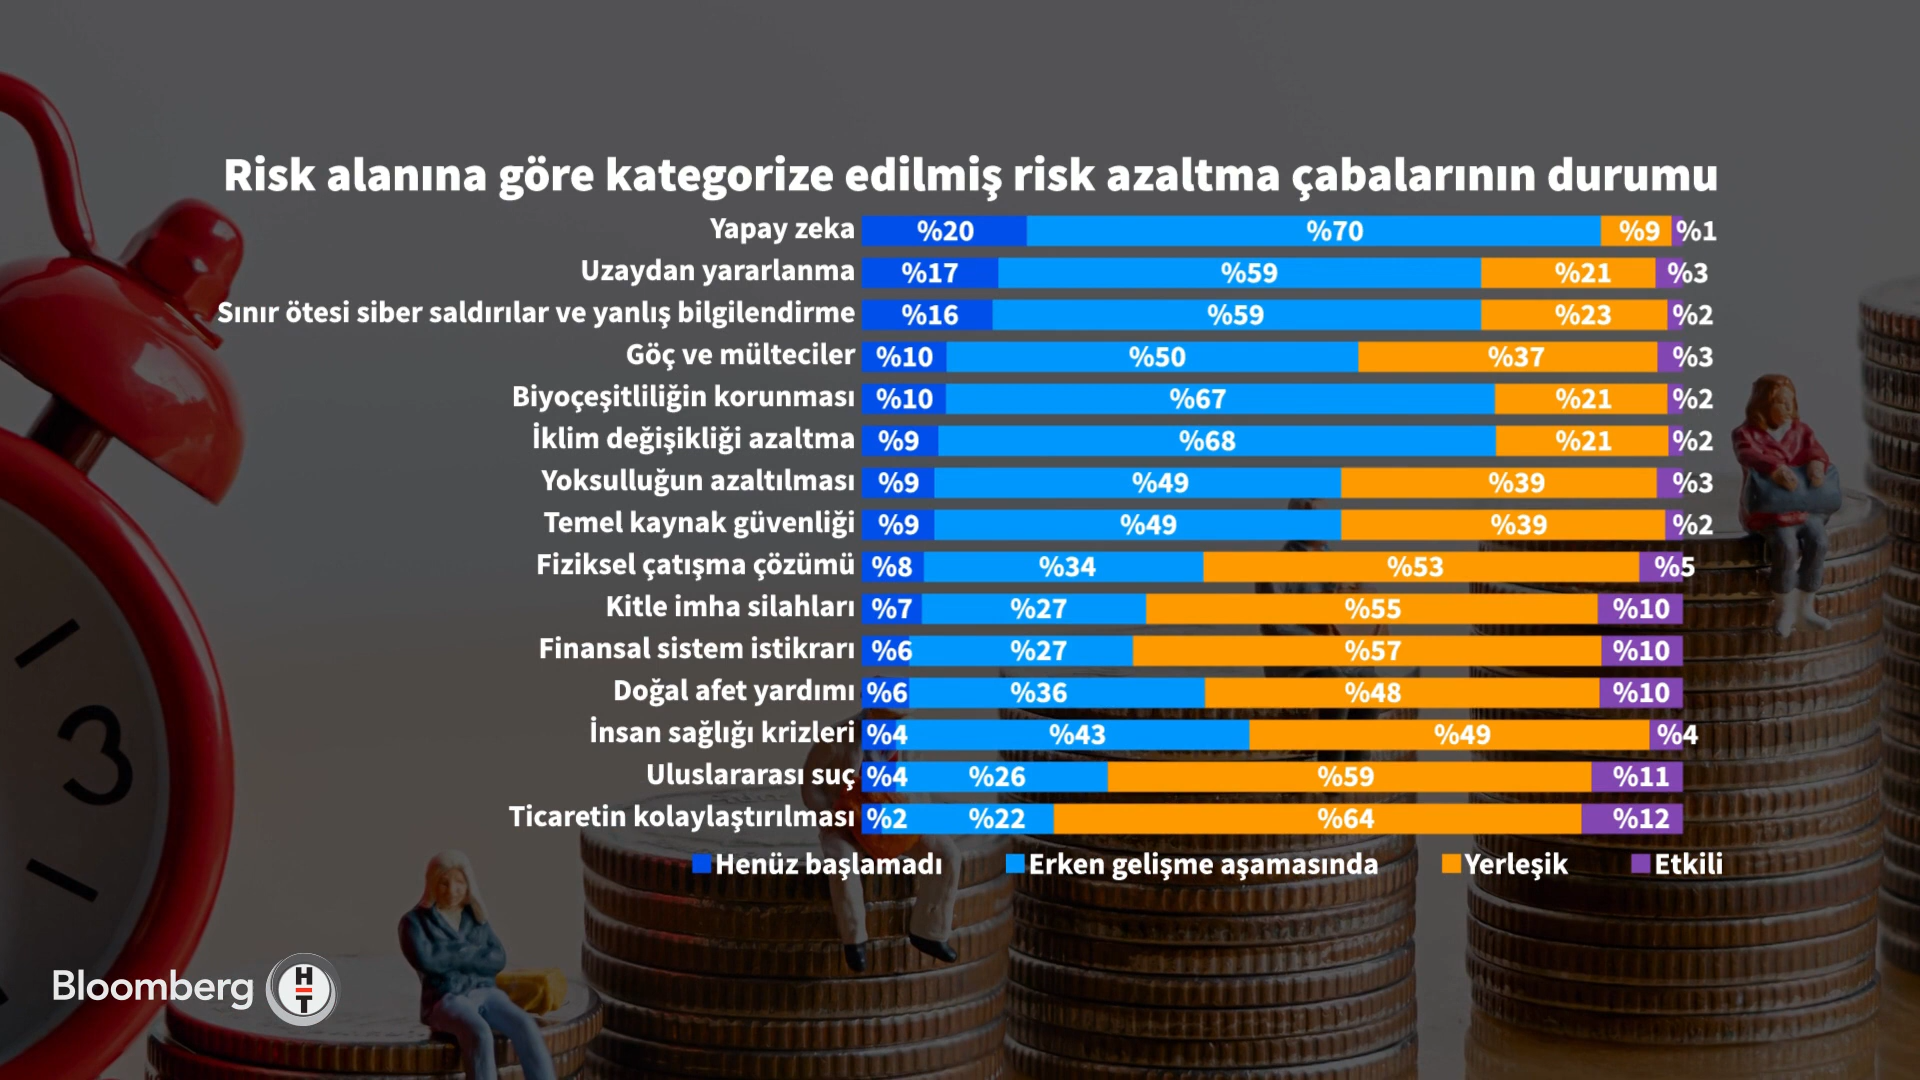 Risk alanına göre kategorize edilmiş risk azaltma çabalarının durumu
Yapay zeka %20 %70 %9 %1
Uzaydan yararlanma %17 %59 %21 %3
Sınır ötesi siber saldırılar ve yanlış bilgilendirme %16 %59 %23 %2
Göç ve mülteciler %10 %50 %37 %3
Biyoçeşitliliğin korunması %10 %67 %21 %2
İklim değişikliği azaltma %9 %68 %21 %2
Yoksulluğun azaltılması %9 %49 %39 %3
Temel kaynak güvenliği %9 %49 %39 %2
Fiziksel çatışma çözümü %8 %34 %53 %5
Kitle imha silahları %7 %27 %55 %10
Finansal sistem istikrarı %6 %27 %57 %10
Doğal afet yardımı %6 %36 %48 %10
İnsan sağlığı krizleri %4 %43 %49 %4
Uluslararası suç %4 %26 %59 %11
Ticaretin kolaylaştırılması %2 %22 %64 %12
Henüz başlamadı Erken gelişme aşamasında Yerleşik Etkili
3
Bloomberg HT